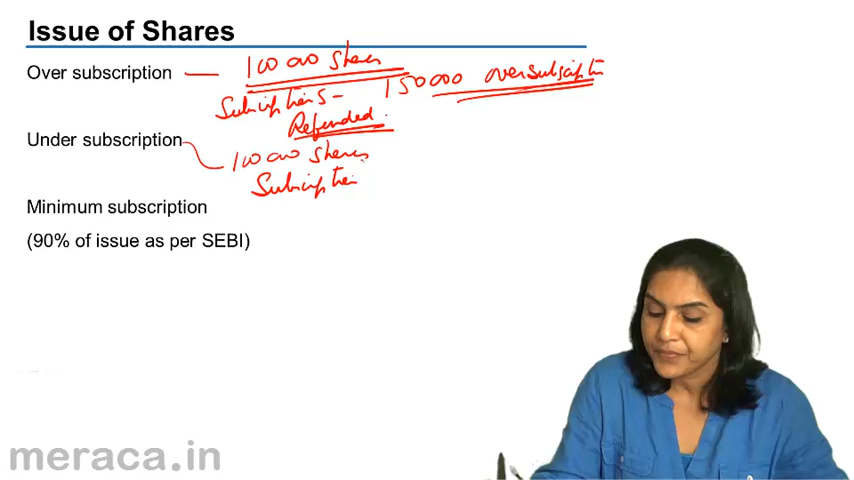 Issue of Shares
Over subscription
100000 Shares
Subscriptions - 150000 oversubscription
Refunded.
Under subscription
100000 Shares
Subscription
Minimum subscription
(90% of issue as per SEBI)
meraca.in